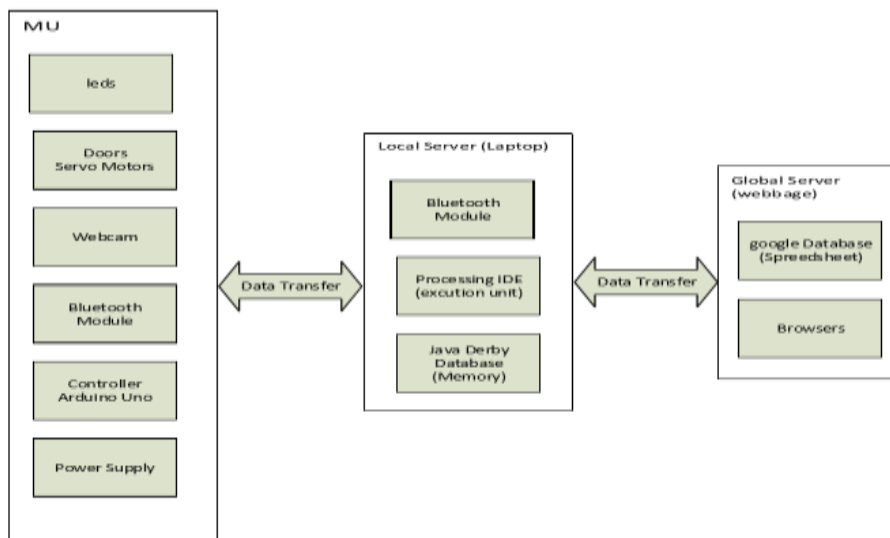 MU
leds
Doors
Servo Motors
Webcam
Bluetooth
Module
Controller
Arduino Uno
Power Supply
Data Transfer
Local Server (Laptop)
Bluetooth
Module
Processing IDE
(excution unit)
Java Derby
Database
(Memory)
Data Transfer
Global Server
(webbage)
google Database
(Spreedsheet)
Browsers